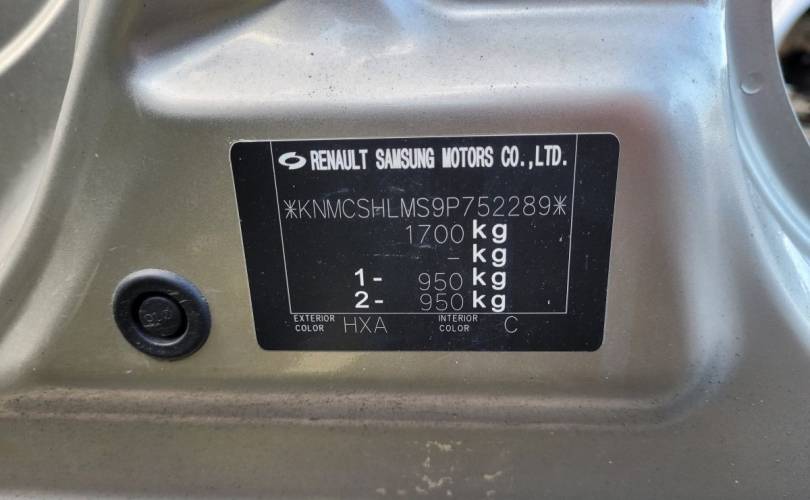 RENAULT SAMSUNG MOTORS CO.,LTD.
*KNMCSHLMS9P752289*
1700 kg
- kg
1- 950 kg
2- 950 kg
EXTERIOR COLOR HXA INTERIOR COLOR C